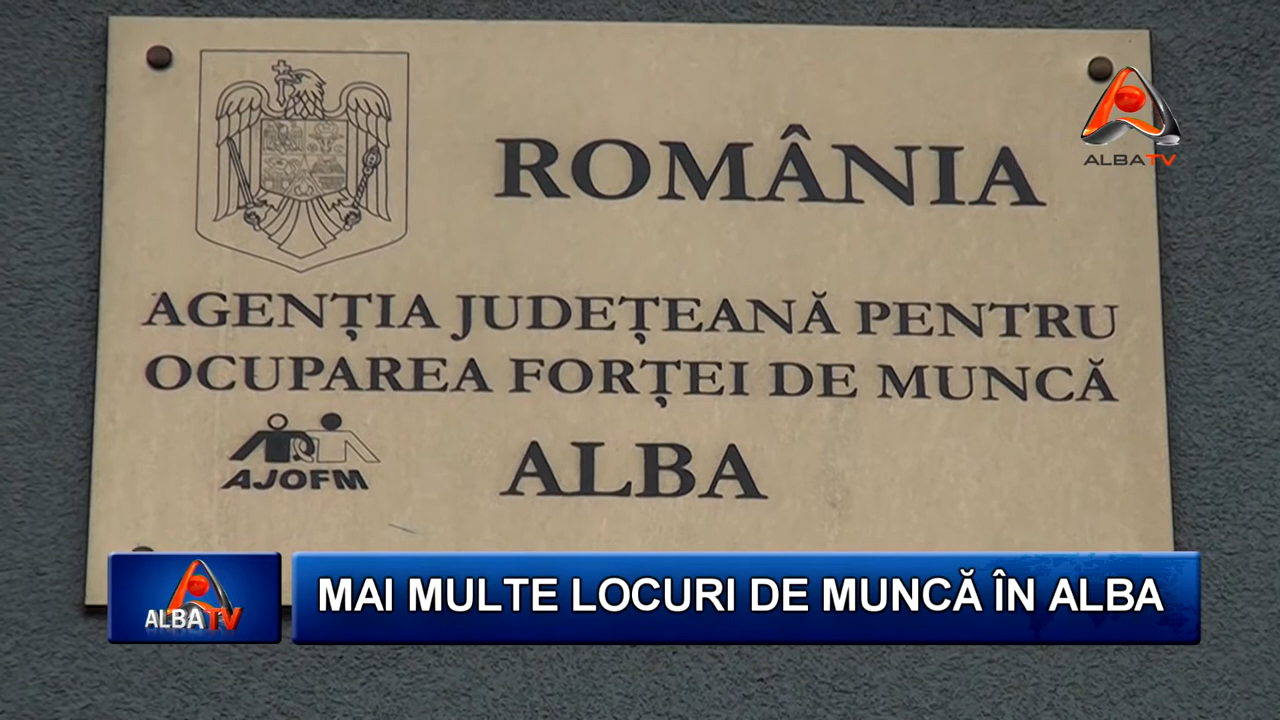 ROMÂNIA
ALBATV
AGENȚIA JUDEȚEANĂ PENTRU
OCUPAREA FORȚEI DE MUNCĂ
AJOFM
ALBA
ALBATV
MAI MULTE LOCURI DE MUNCĂ ÎN ALBA